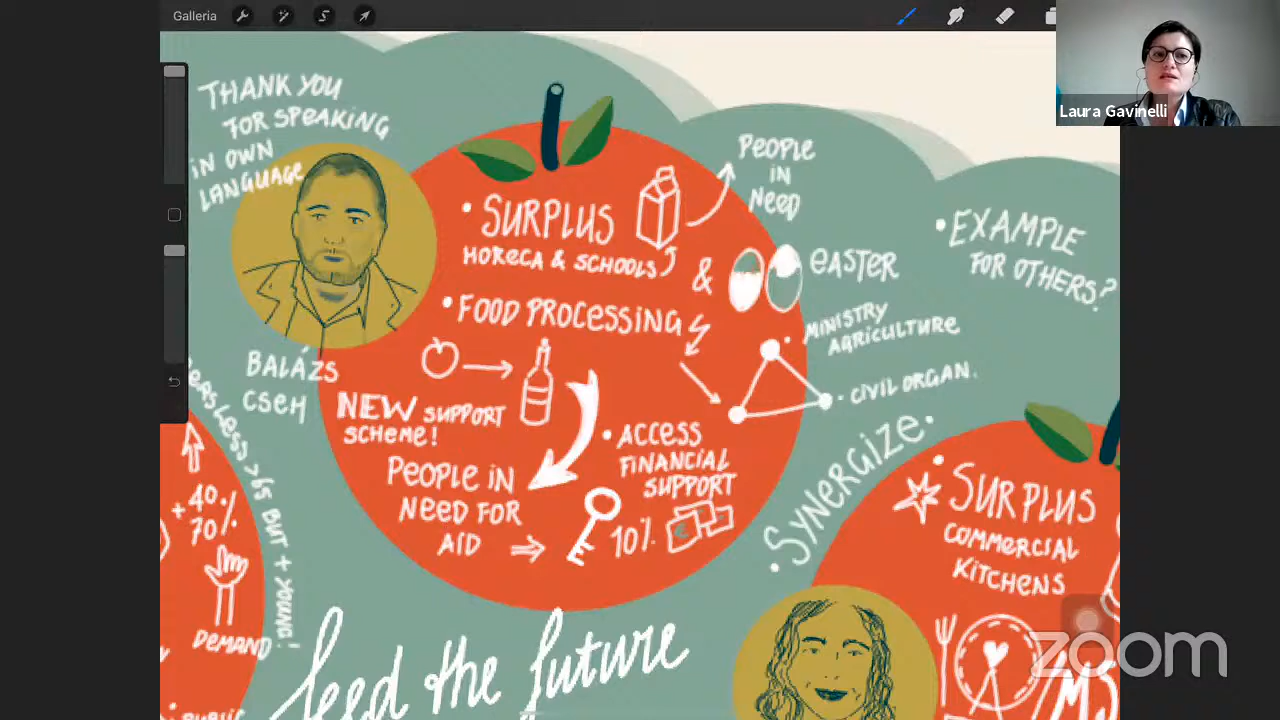 Galleria
Laura Gavinelli
THANK YOU
FOR SPEAKING
IN OWN
LANGUAGE
BALÁZS
CSEH
• SURPLUS
HORECA & SCHOOLS
PEOPLE
IN
NEED
& EASTER
• FOOD PROCESSING
• MINISTRY
AGRICULTURE
• CIVIL ORGAN.
NEW SUPPORT
SCHEME!
PEOPLE IN
NEED FOR
AID
• ACCESS
FINANCIAL
SUPPORT
10%
• EXAMPLE
FOR OTHERS?
• SYNERGIZE •
LESS >65 BUT + YOUNG!
+40%
70%
DEMAND
feed the future
• SURPLUS
COMMERCIAL
KITCHENS
zoom